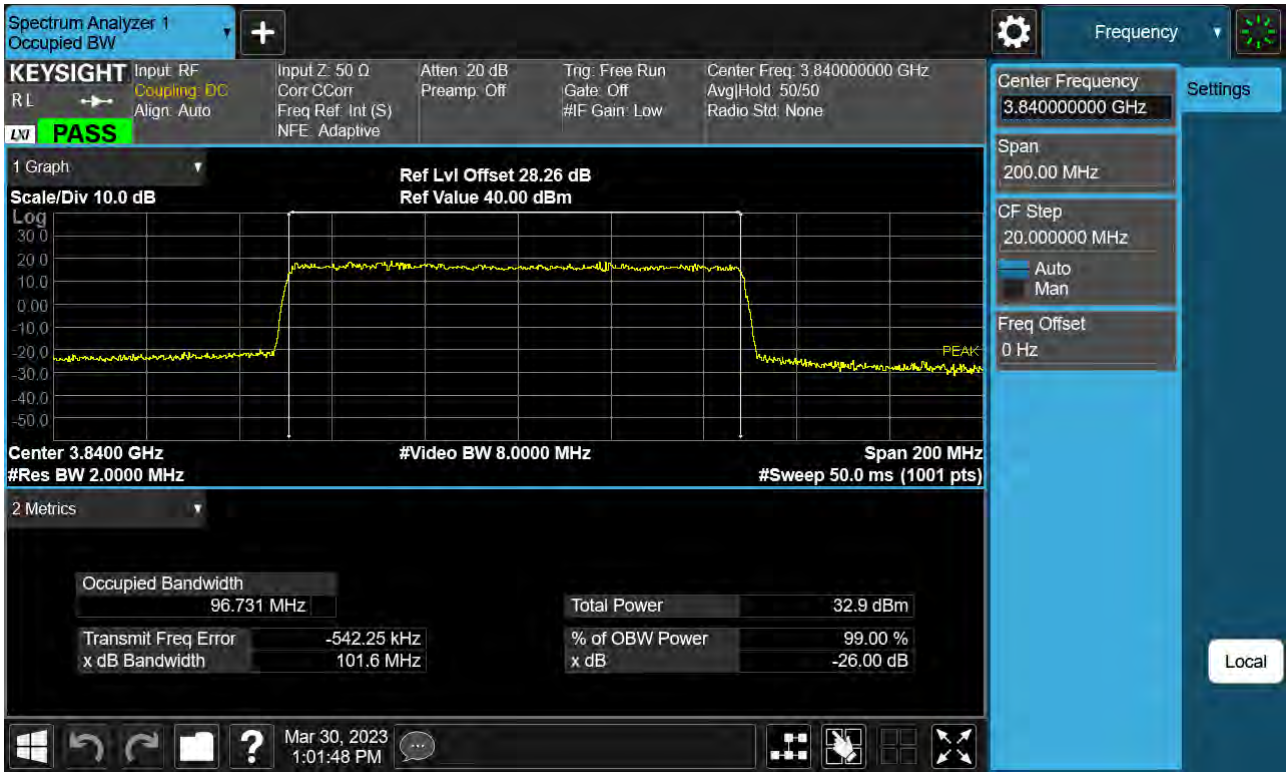 Spectrum Analyzer 1
Occupied BW
Frequency
KEYSIGHT
RL
LXI
PASS
Input: RF
Coupling: DC
Align: Auto
Input Z: 50 Ω
Corr CCorr
Freq Ref: Int (S)
NFE: Adaptive
Atten: 20 dB
Preamp: Off
Trig: Free Run
Gate: Off
#IF Gain: Low
Center Freq: 3.840000000 GHz
Avg|Hold: 50/50
Radio Std: None
Center Frequency
3.840000000 GHz
Settings
Span
200.00 MHz
CF Step
20.000000 MHz
Auto
Man
Freq Offset
0 Hz
Local
1 Graph
Scale/Div 10.0 dB
Ref Lvl Offset 28.26 dB
Ref Value 40.00 dBm
Log
30.0
20.0
10.0
0.00
-10.0
-20.0
-30.0
-40.0
-50.0
PEAK
Center 3.8400 GHz
#Video BW 8.0000 MHz
Span 200 MHz
#Res BW 2.0000 MHz
#Sweep 50.0 ms (1001 pts)
2 Metrics
Occupied Bandwidth
96.731 MHz
Total Power 32.9 dBm
Transmit Freq Error -542.25 kHz
% of OBW Power 99.00 %
x dB Bandwidth 101.6 MHz
x dB -26.00 dB
Mar 30, 2023
1:01:48 PM